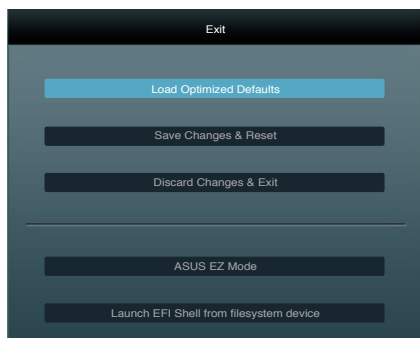 Exit
Load Optimized Defaults
Save Changes & Reset
Discard Changes & Exit
ASUS EZ Mode
Launch EFI Shell from filesystem device